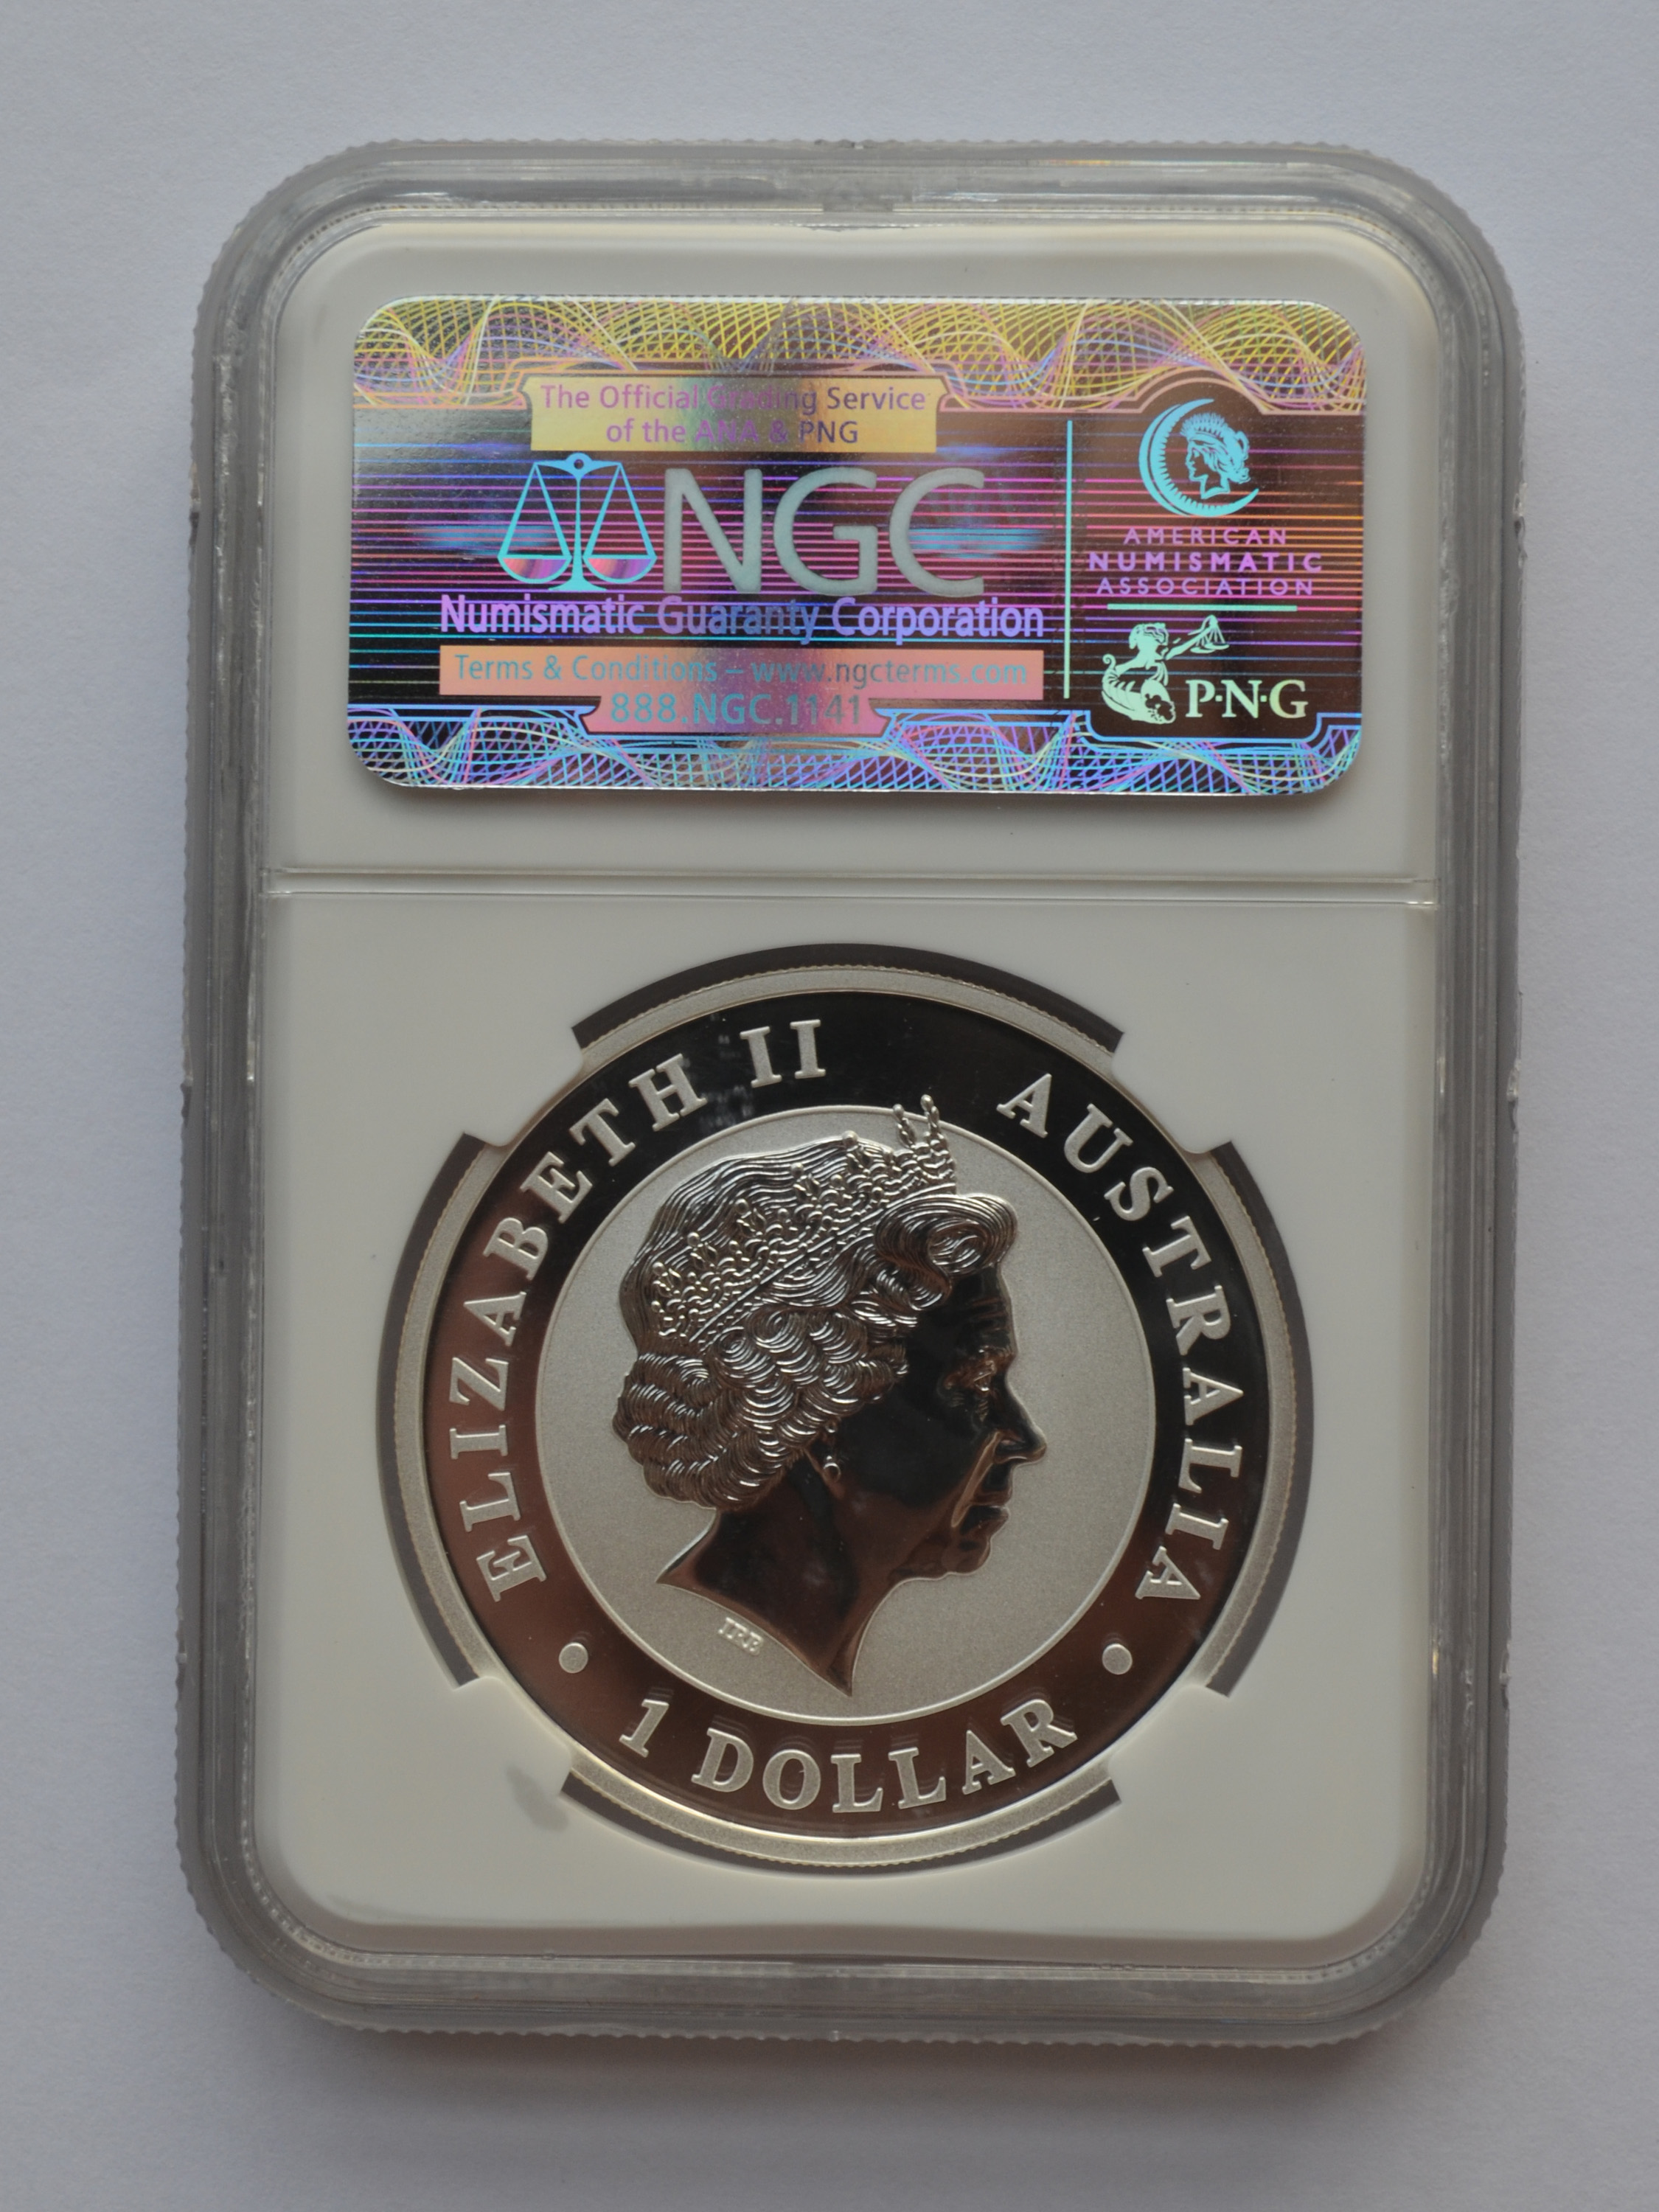 The Official Grading Service
of the ANA & PNG
NGC
Numismatic Guaranty Corporation
Terms & Conditions – www.ngcterms.com
888.NGC.1141
AMERICAN
NUMISMATIC
ASSOCIATION
P·N·G
ELIZABETH II AUSTRALIA
IRB
• 1 DOLLAR •